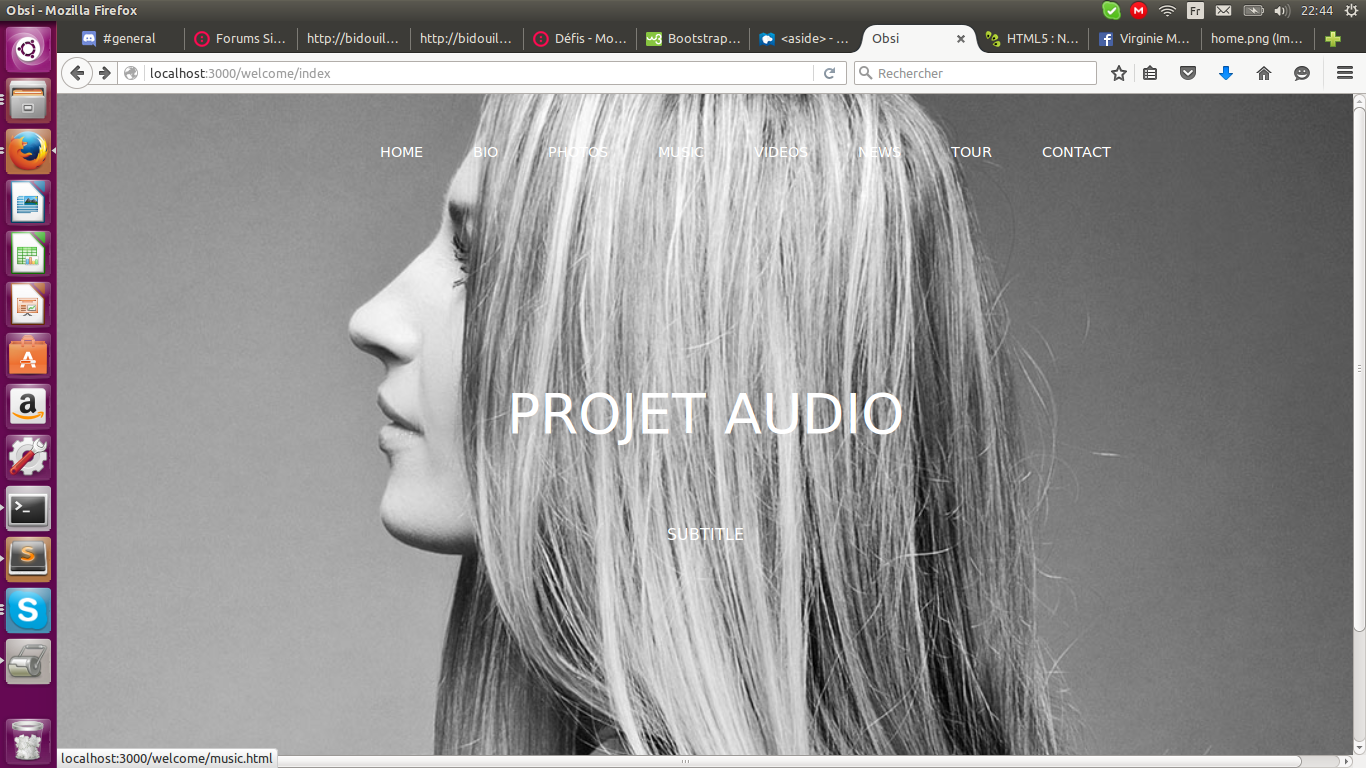 Obsi - Mozilla Firefox
Fr
22:44
#general
Forums Si...
http://bidouil...
http://bidouil...
Défis - Mo...
Bootstrap...
<aside> - ...
Obsi
HTML5 : N...
Virginie M...
home.png (Im...
localhost:3000/welcome/index
Rechercher
HOME BIO PHOTOS MUSIC VIDEOS NEWS TOUR CONTACT
PROJET AUDIO
SUBTITLE
localhost:3000/welcome/music.html